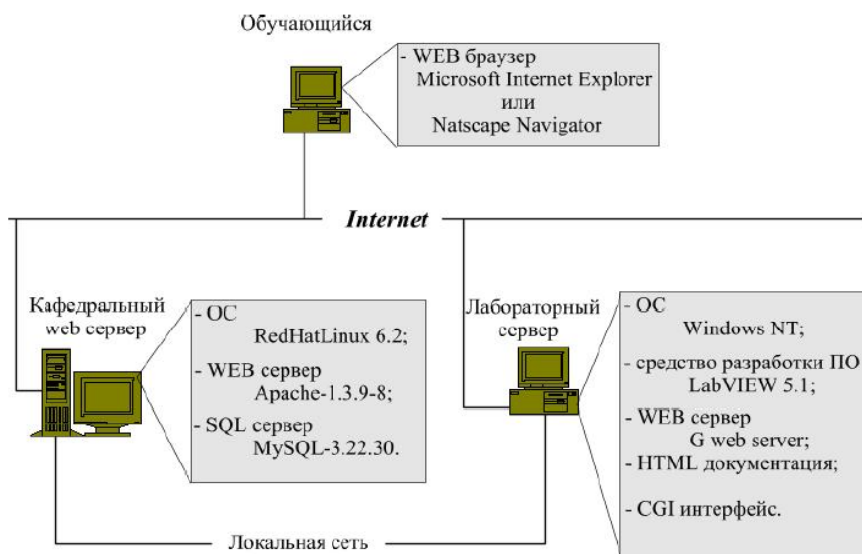 Обучающийся
- WEB браузер
Microsoft Internet Explorer
или
Natscape Navigator
Internet
Кафедральный
web сервер
- ОС
RedHatLinux 6.2;
- WEB сервер
Apache-1.3.9-8;
- SQL сервер
MySQL-3.22.30.
Лабораторный
сервер
- ОС
Windows NT;
- средство разработки ПО
LabVIEW 5.1;
- WEB сервер
G web server;
- HTML документация;
- CGI интерфейс.
Локальная сеть